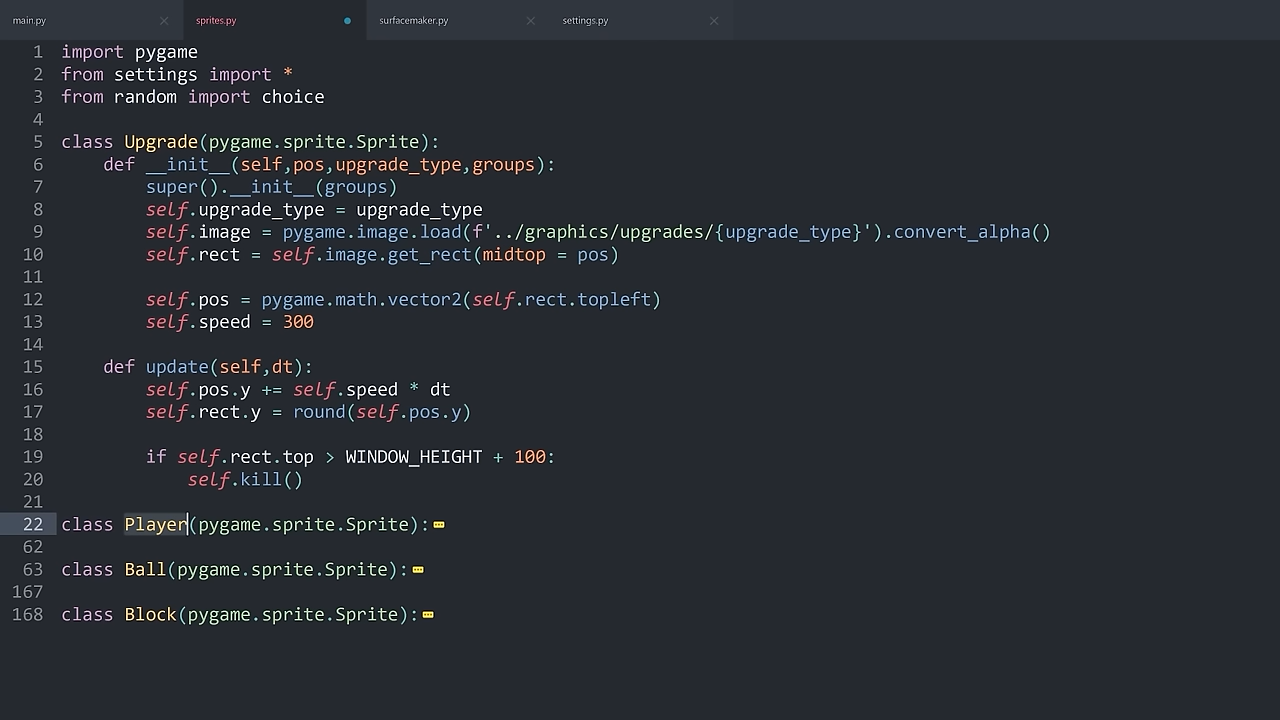 main.py
sprites.py
surfacemaker.py
settings.py
1 import pygame
2 from settings import *
3 from random import choice
4
5 class Upgrade(pygame.sprite.Sprite):
6     def __init__(self,pos,upgrade_type,groups):
7         super().__init__(groups)
8         self.upgrade_type = upgrade_type
9         self.image = pygame.image.load(f'../graphics/upgrades/{upgrade_type}').convert_alpha()
10         self.rect = self.image.get_rect(midtop = pos)
11
12         self.pos = pygame.math.vector2(self.rect.topleft)
13         self.speed = 300
14
15     def update(self,dt):
16         self.pos.y += self.speed * dt
17         self.rect.y = round(self.pos.y)
18
19         if self.rect.top > WINDOW_HEIGHT + 100:
20             self.kill()
21
22 class Player(pygame.sprite.Sprite):
62
63 class Ball(pygame.sprite.Sprite):
167
168 class Block(pygame.sprite.Sprite):